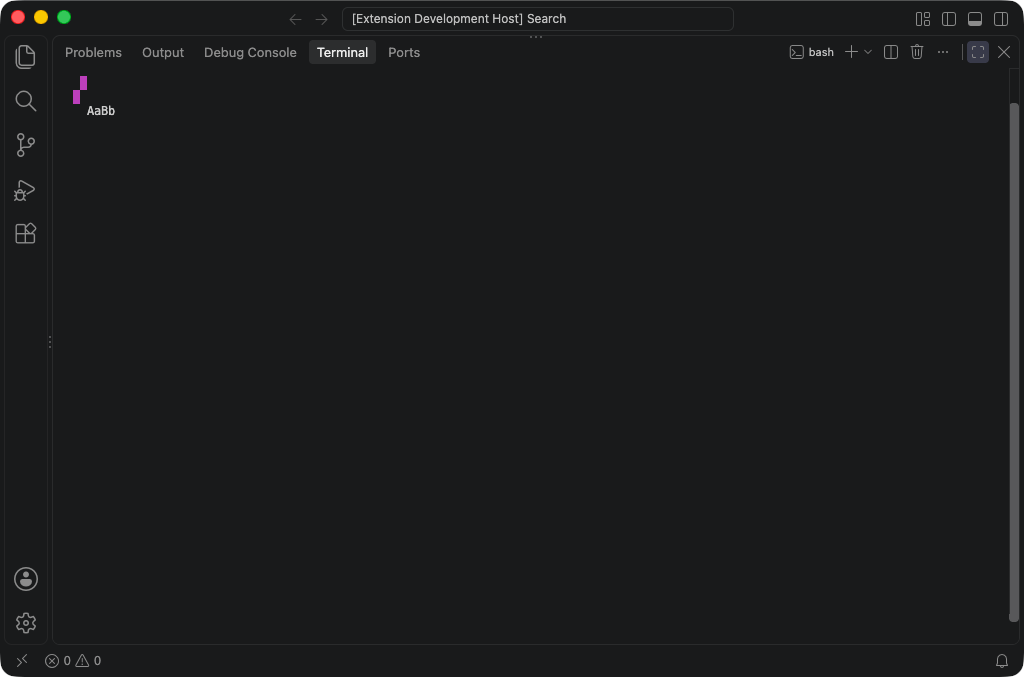 [Extension Development Host] Search
Problems Output Debug Console Terminal Ports bash
AaBb
0 0